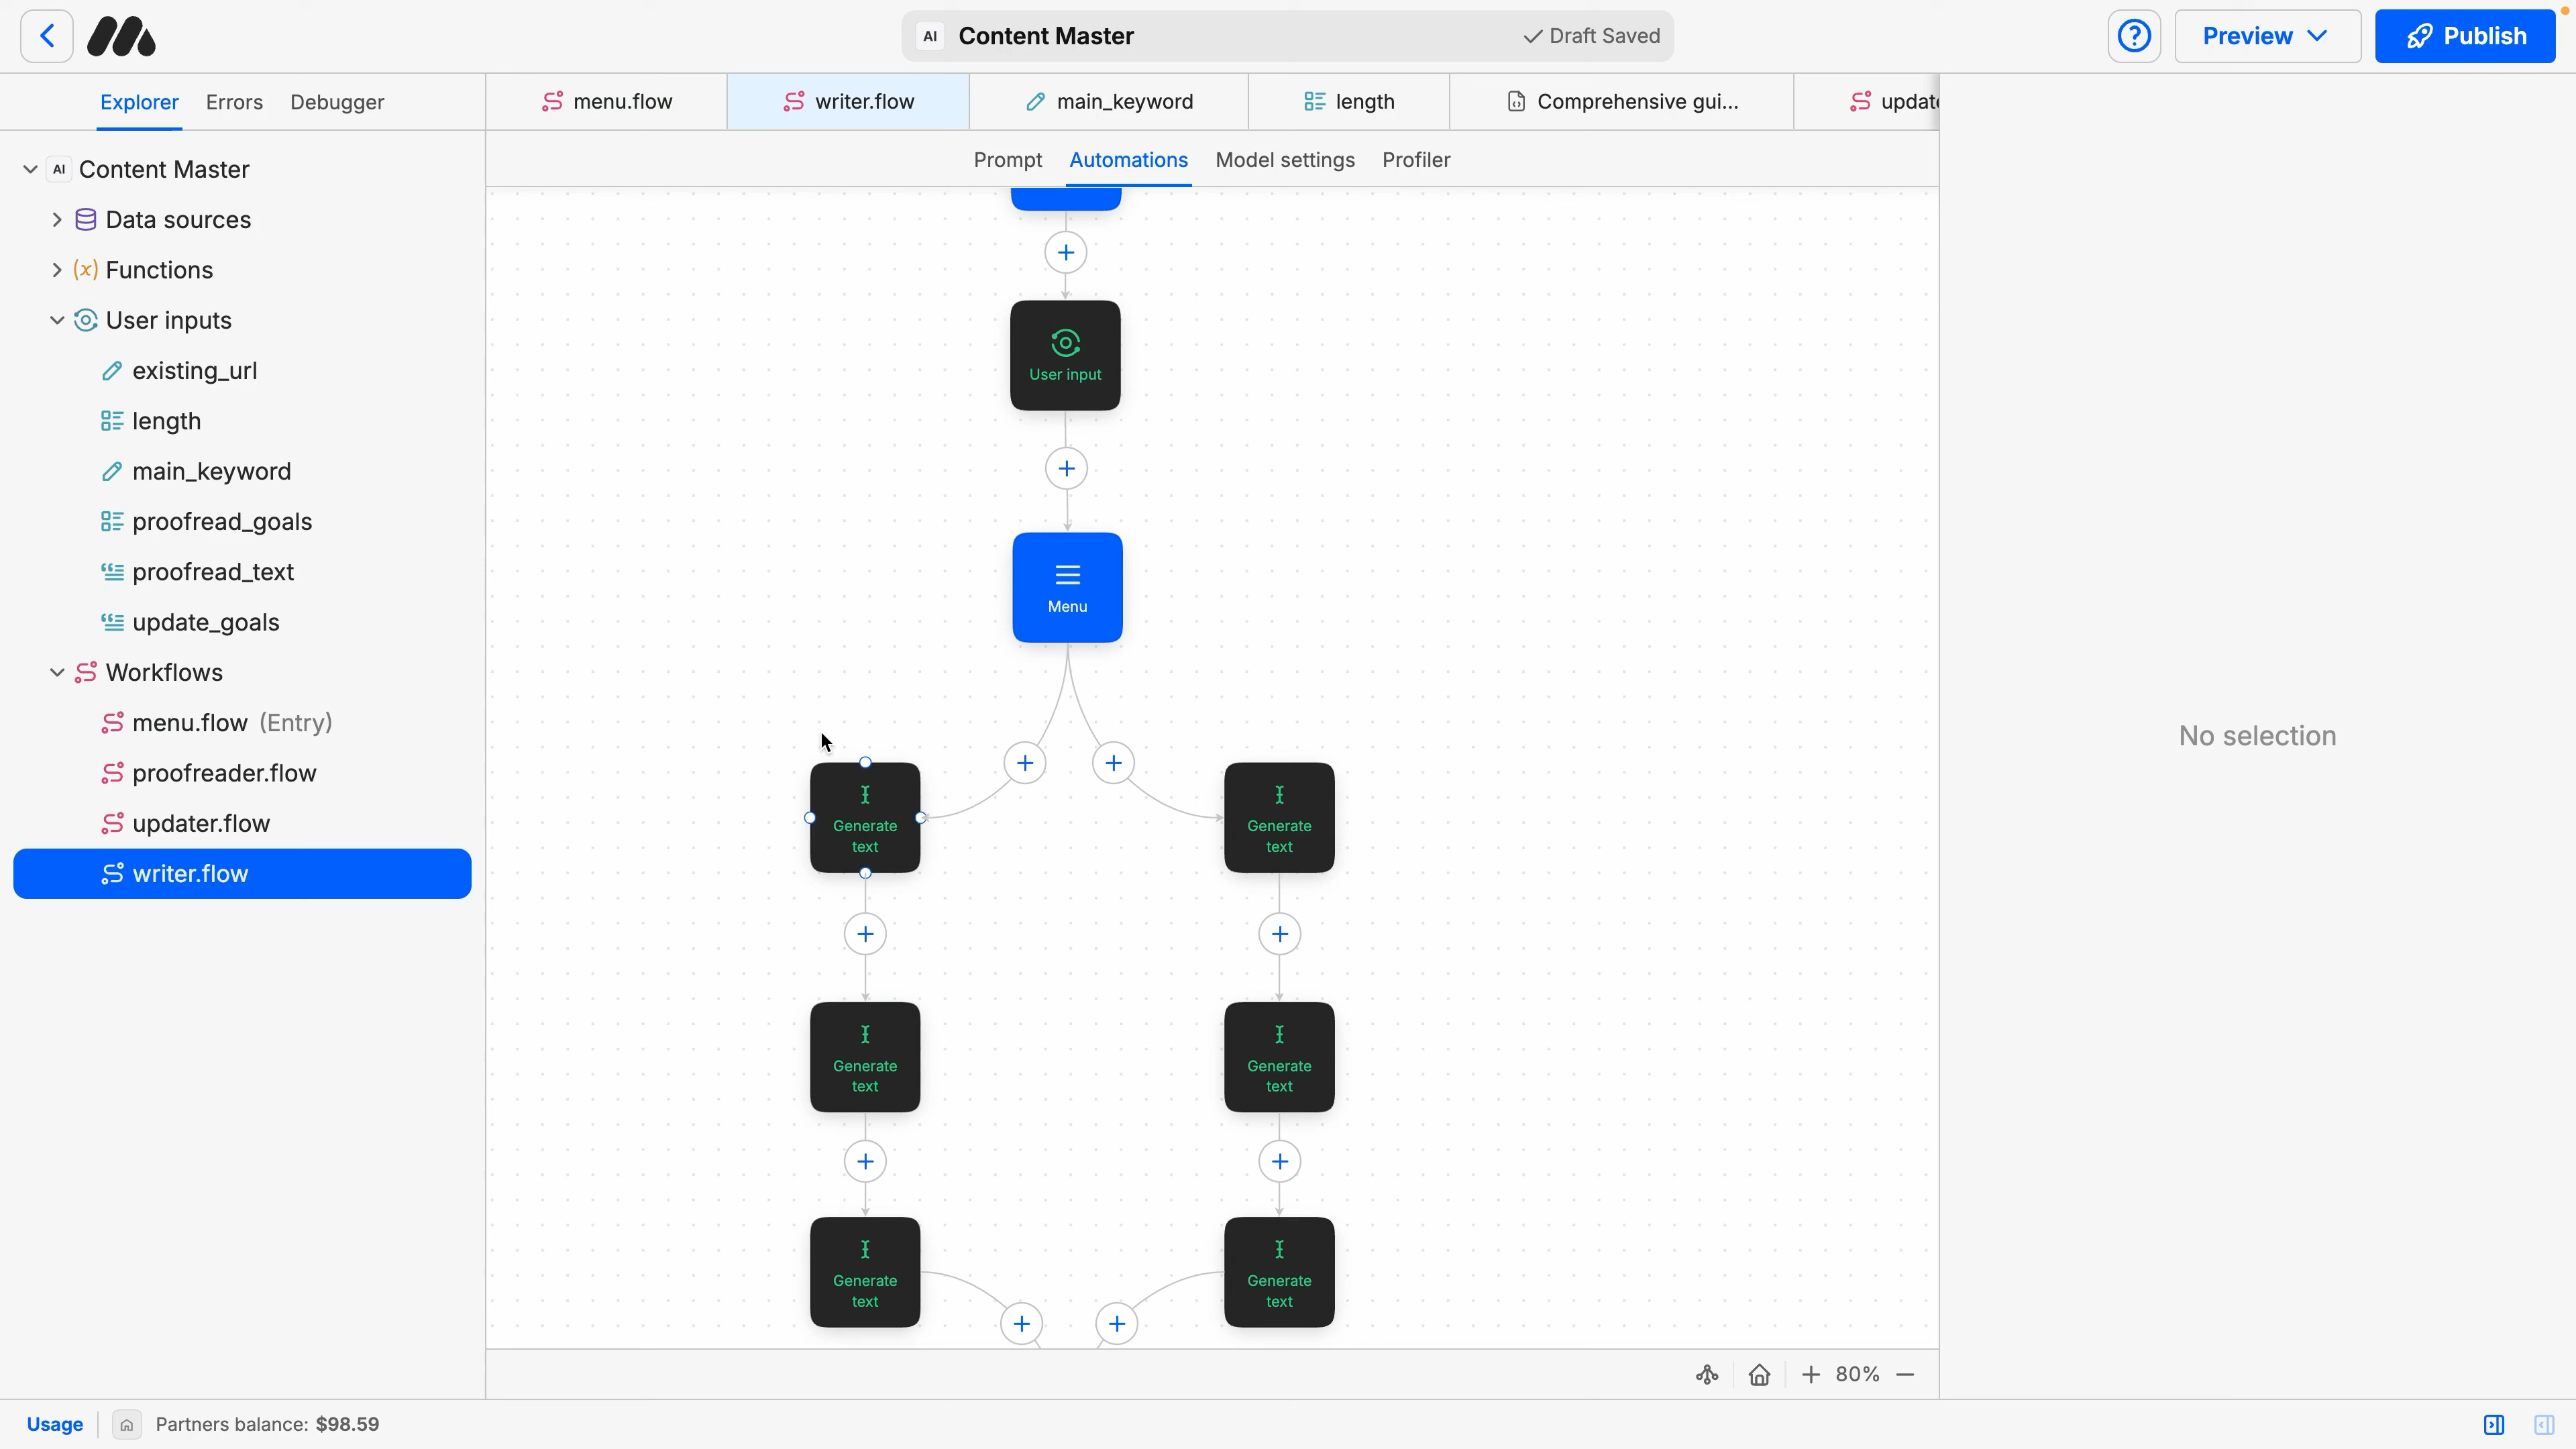 AI Content Master
Draft Saved
Preview
Publish
Explorer
Errors
Debugger
menu.flow
writer.flow
main_keyword
length
Comprehensive gui...
update
Prompt
Automations
Model settings
Profiler
AI Content Master
Data sources
Functions
User inputs
existing_url
length
main_keyword
proofread_goals
proofread_text
update_goals
Workflows
menu.flow (Entry)
proofreader.flow
updater.flow
writer.flow
User input
Menu
Generate
text
Generate
text
Generate
text
Generate
text
Generate
text
Generate
text
No selection
80%
Usage
Partners balance: $98.59